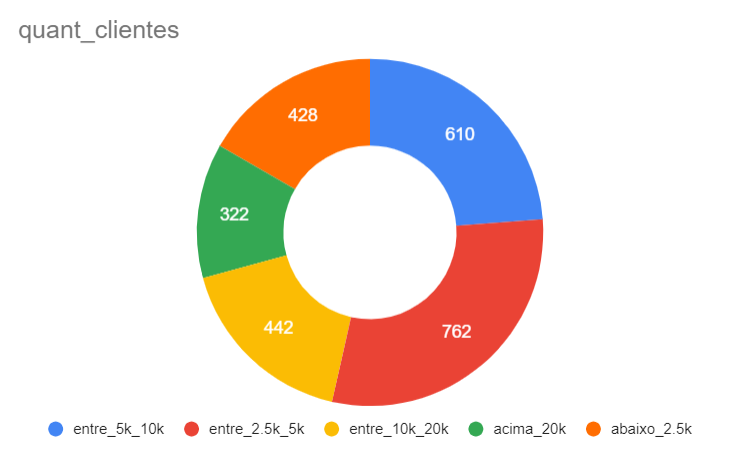 quant_clientes
428
610
322
442
762
entre_5k_10k entre_2.5k_5k entre_10k_20k acima_20k abaixo_2.5k